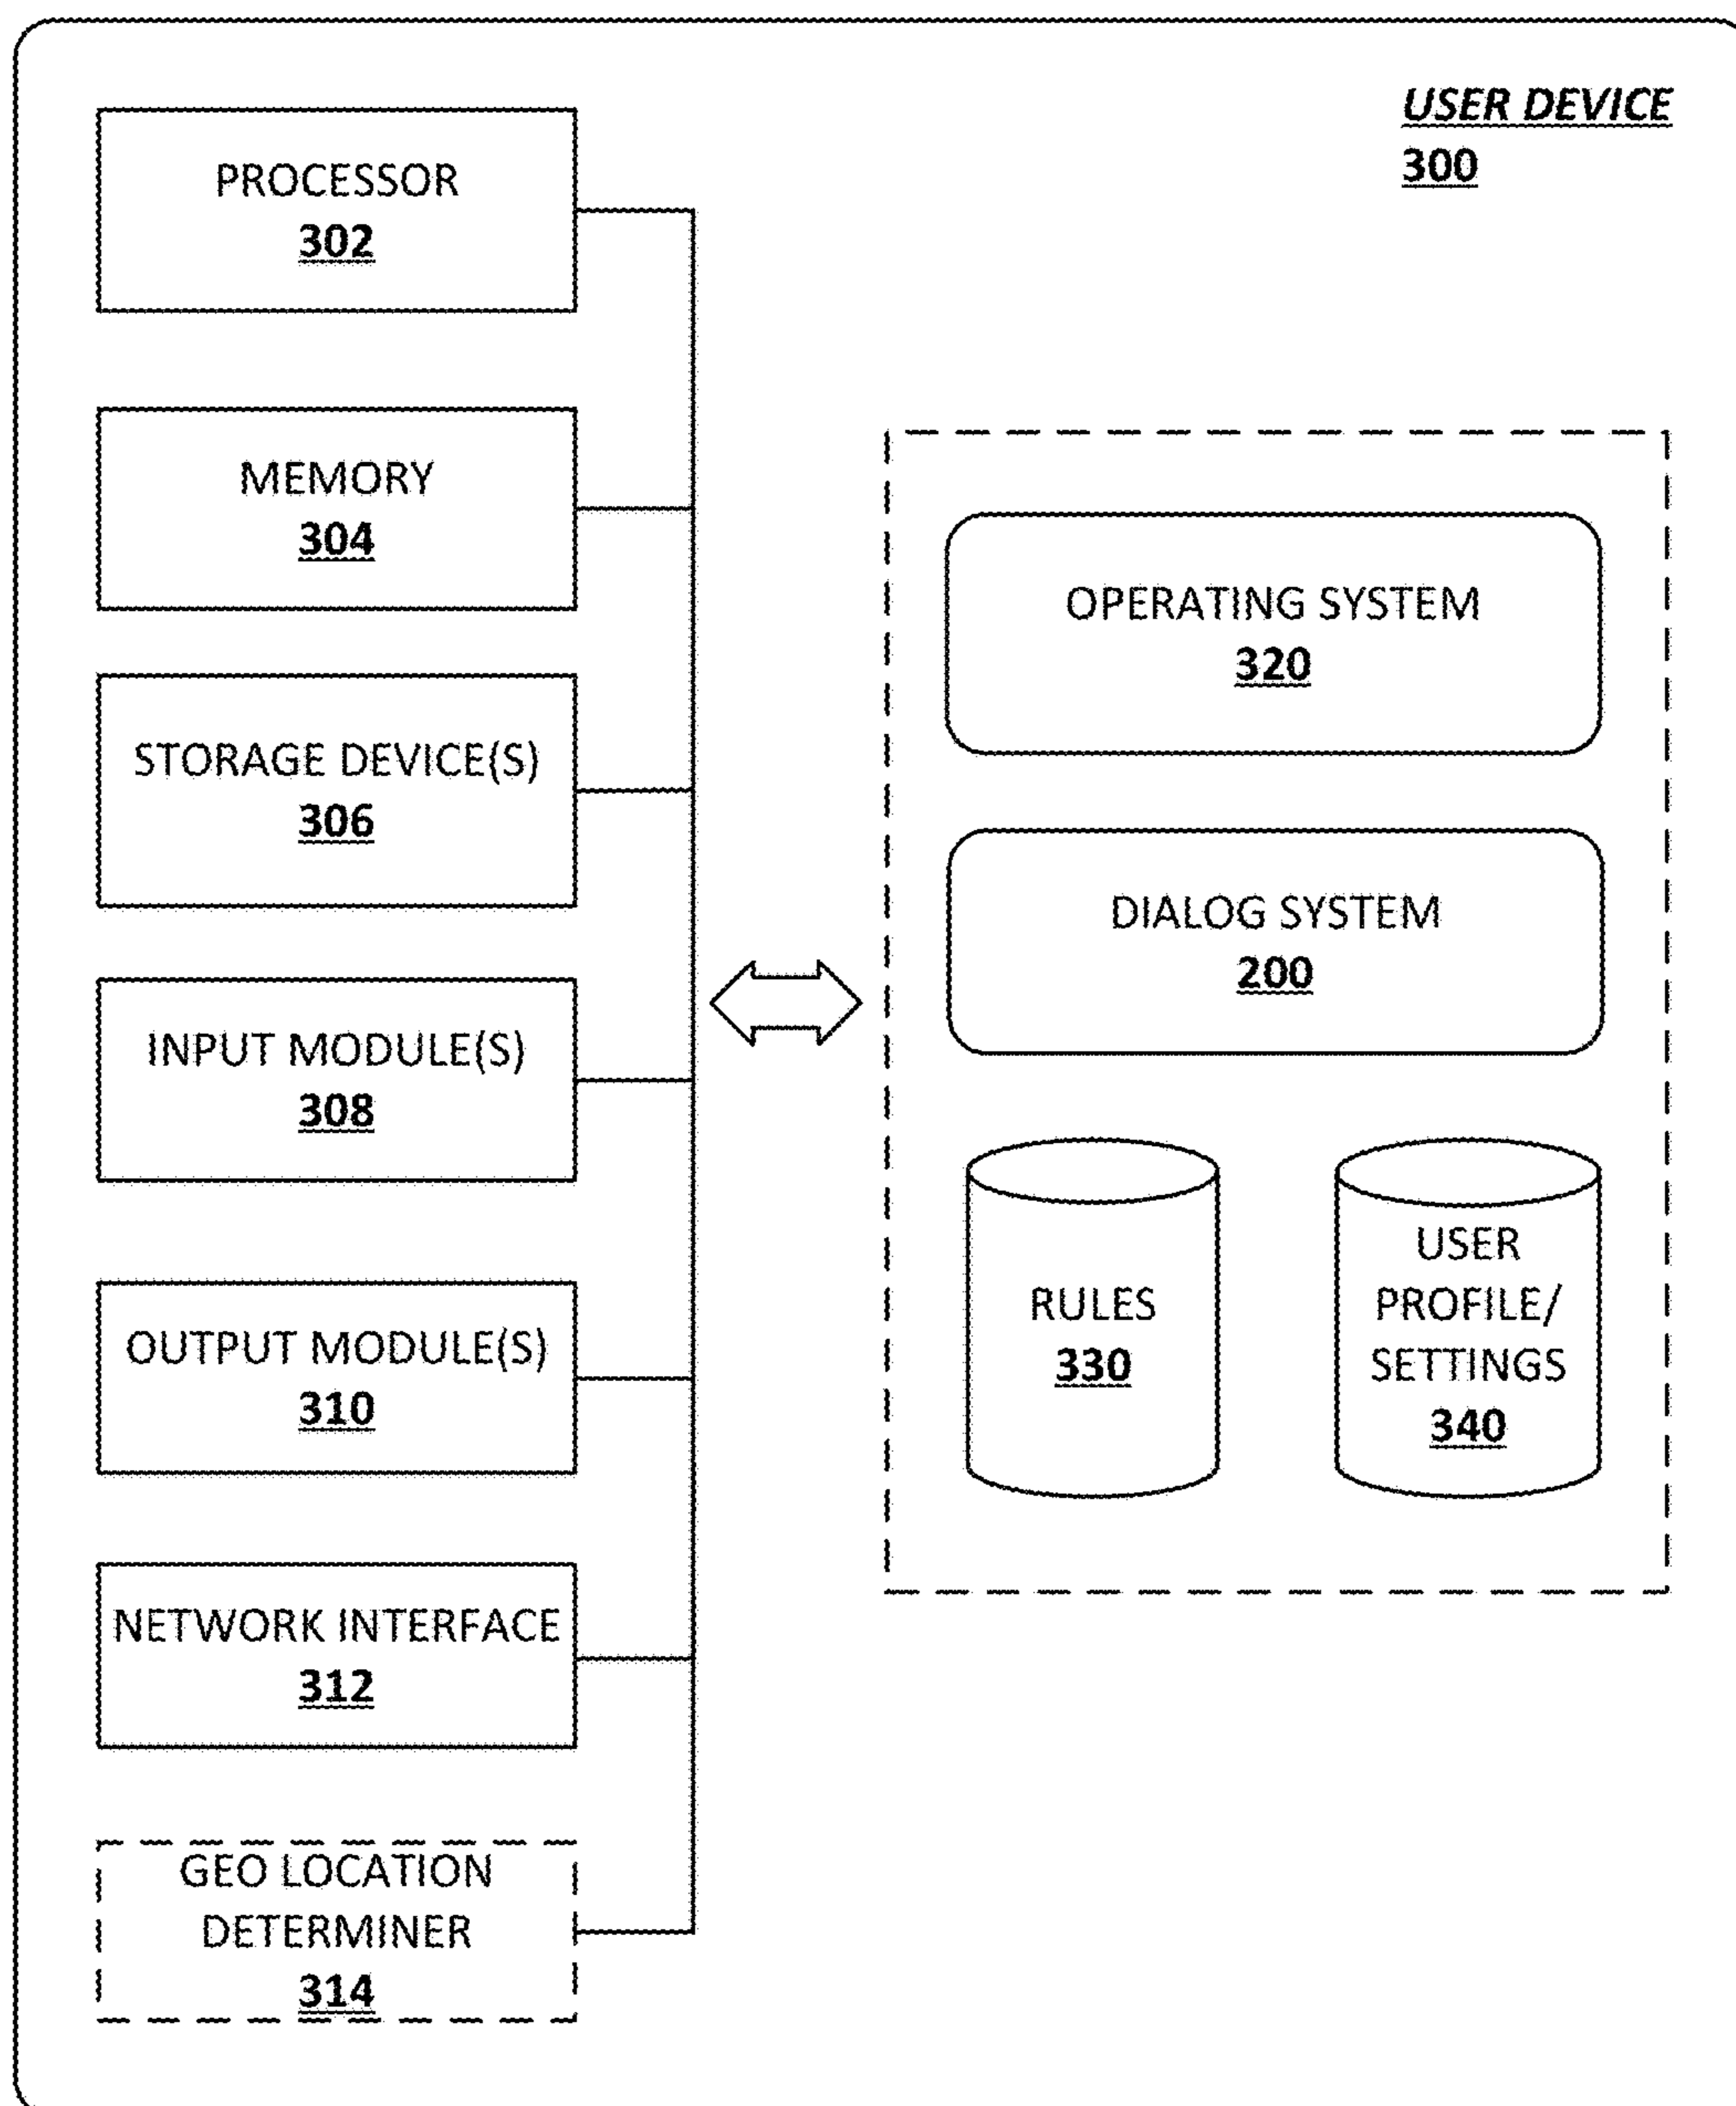 USER DEVICE
300
PROCESSOR
302
MEMORY
304
STORAGE DEVICE(S)
306
INPUT MODULE(S)
308
OUTPUT MODULE(S)
310
NETWORK INTERFACE
312
GEO LOCATION
DETERMINER
314
OPERATING SYSTEM
320
DIALOG SYSTEM
200
RULES
330
USER
PROFILE/
SETTINGS
340